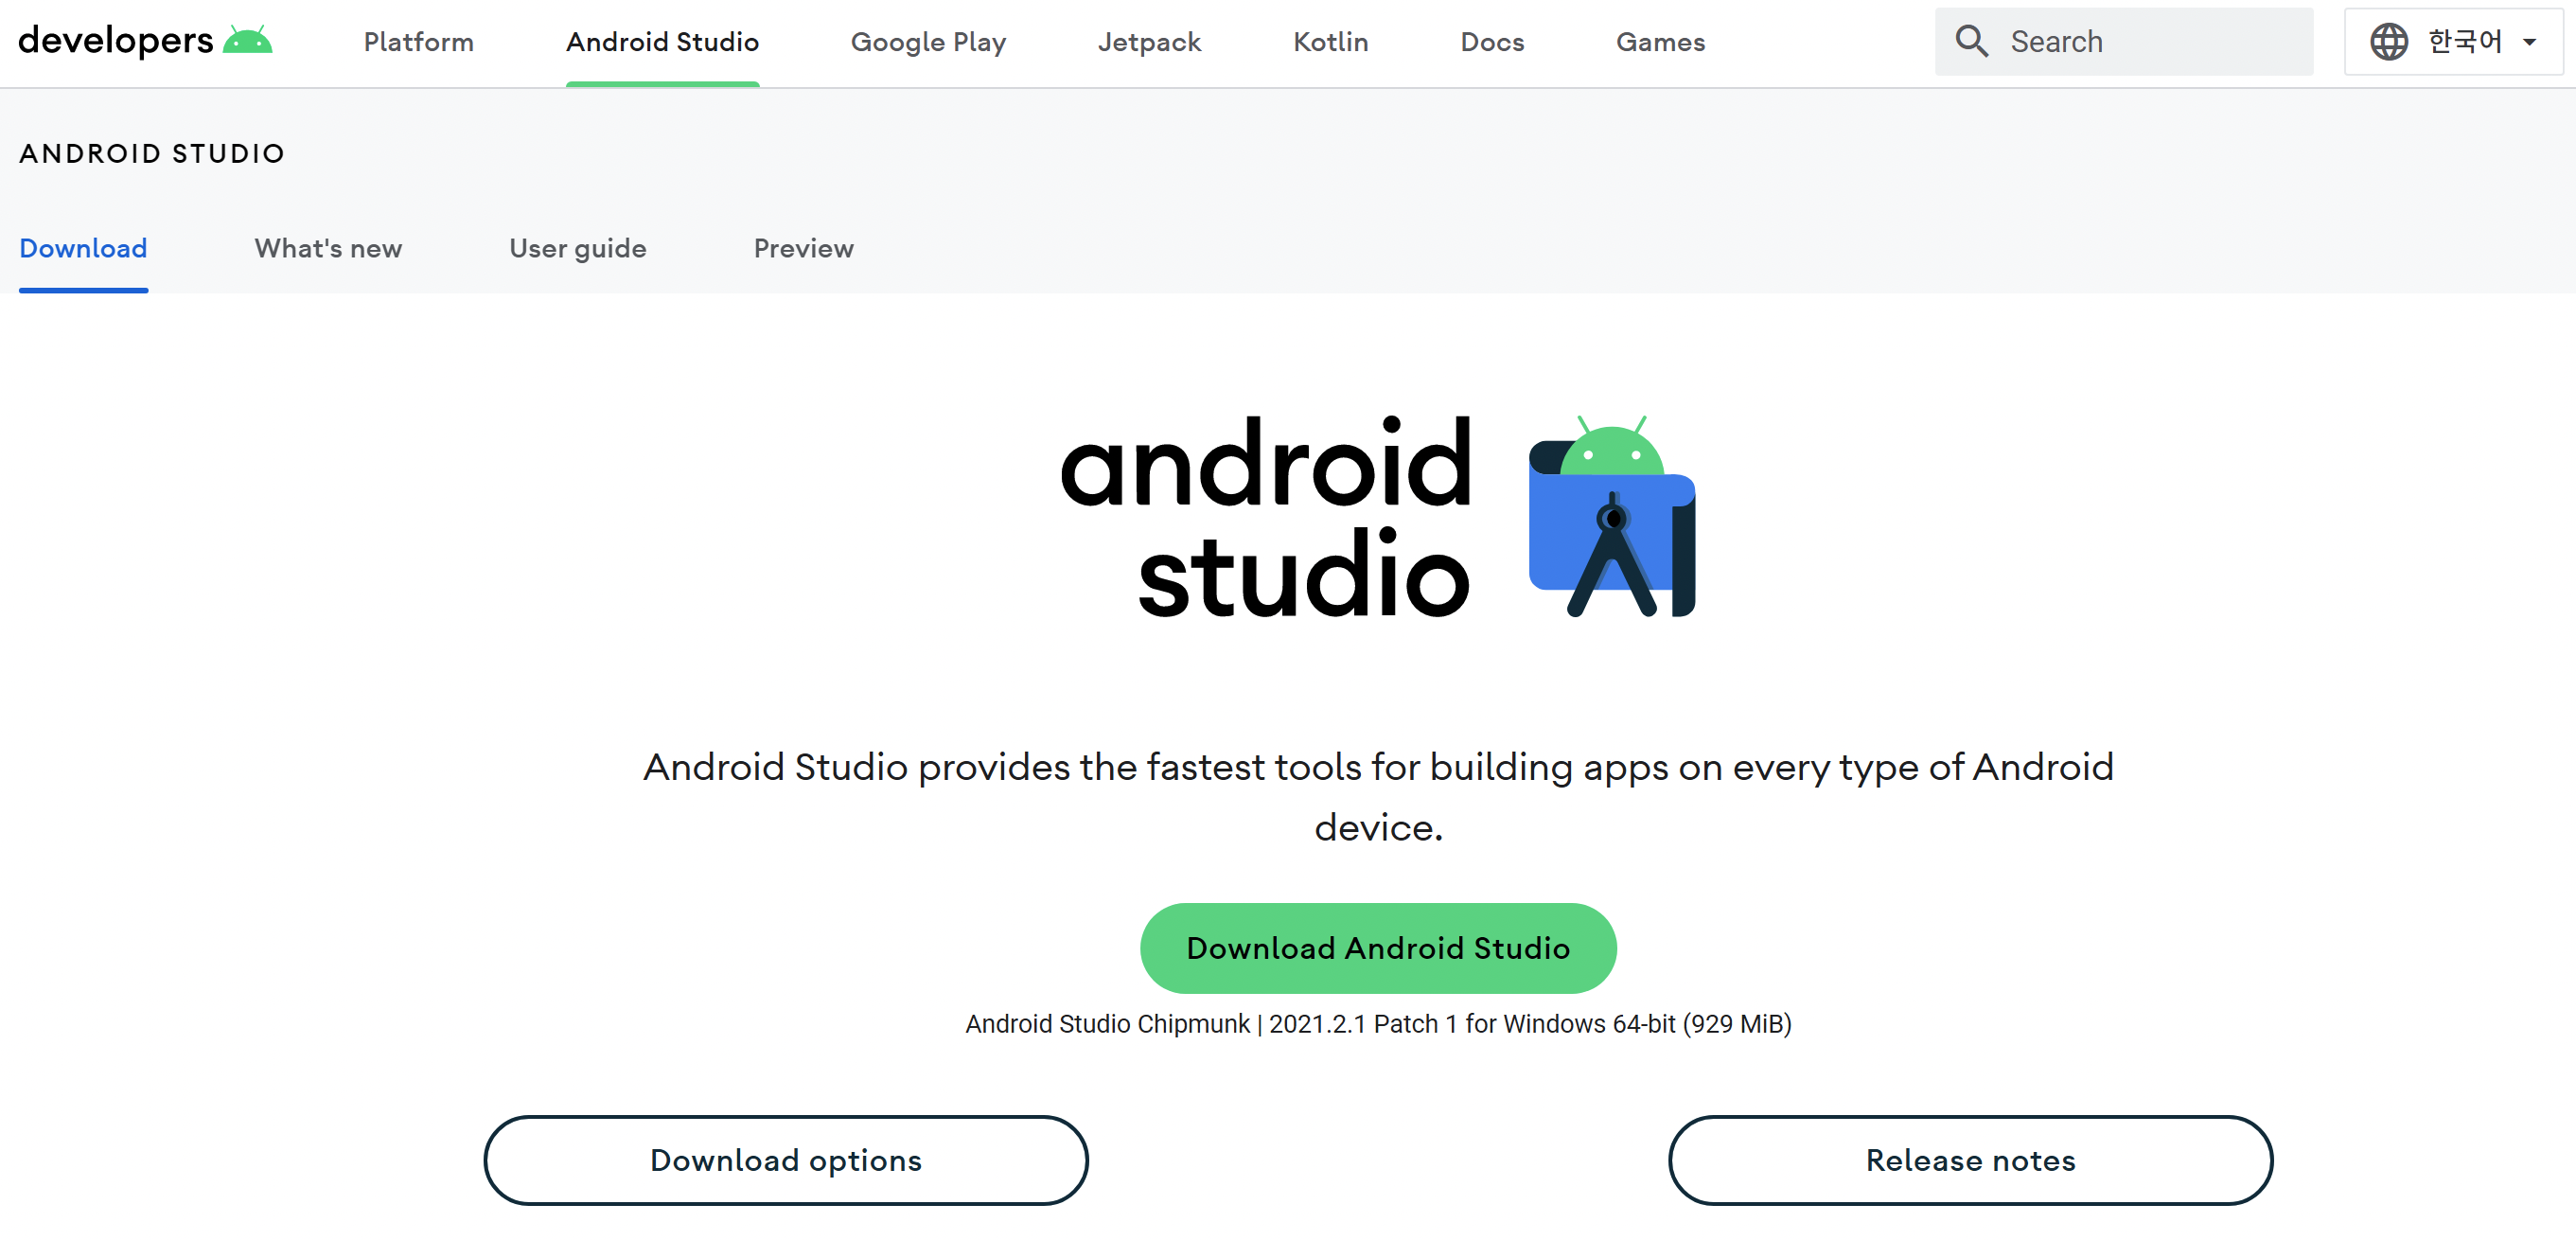 developers
Platform
Android Studio
Google Play
Jetpack
Kotlin
Docs
Games
Search
한국어
ANDROID STUDIO
Download
What's new
User guide
Preview
android
studio
Android Studio provides the fastest tools for building apps on every type of Android
device.
Download Android Studio
Android Studio Chipmunk | 2021.2.1 Patch 1 for Windows 64-bit (929 MiB)
Download options
Release notes